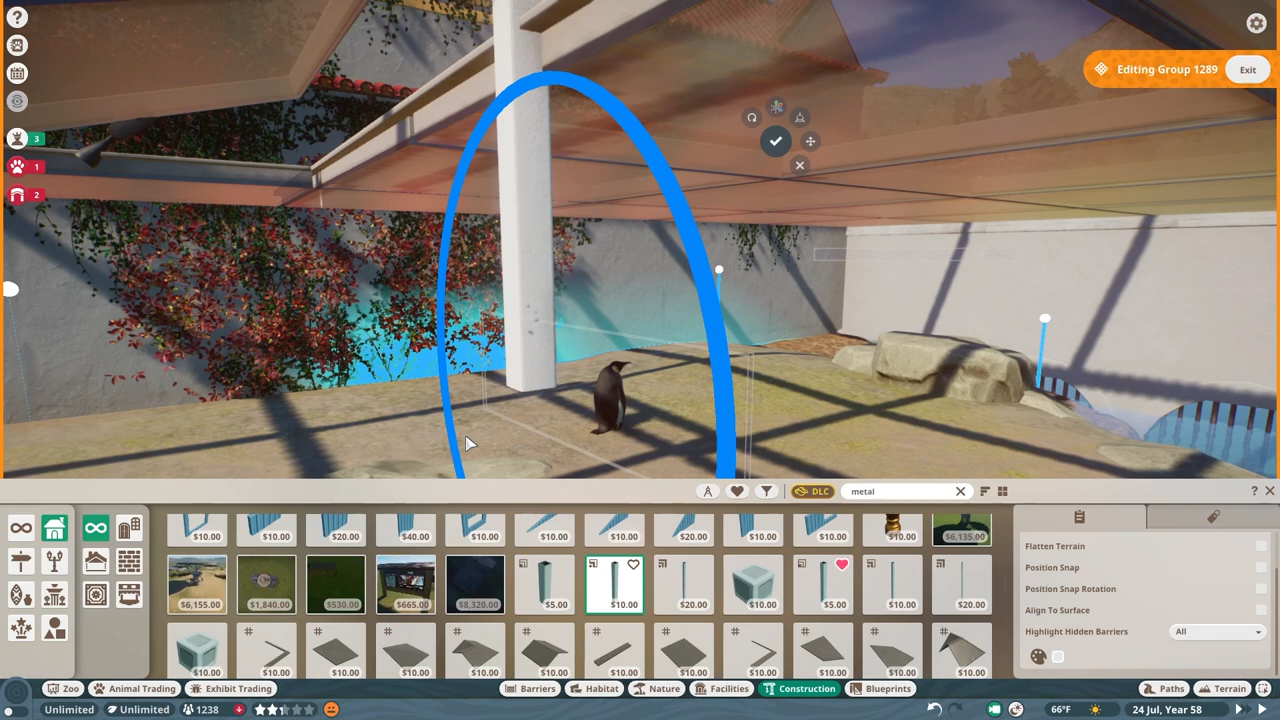 ?
Editing Group 1289
Exit
3
1
2
DLC
metal
?
$10.00
$10.00
$20.00
$40.00
$10.00
$10.00
$10.00
$20.00
$10.00
$10.00
$10.00
$6,135.00
Flatten Terrain
Position Snap
Position Snap Rotation
Align To Surface
Highlight Hidden Barriers
All
$6,155.00
$1,840.00
$530.00
$665.00
$8,320.00
$5.00
$10.00
$20.00
$10.00
$5.00
$10.00
$20.00
$10.00
$10.00
$10.00
$10.00
$10.00
$10.00
$10.00
$10.00
$10.00
$10.00
$10.00
$10.00
Zoo
Animal Trading
Exhibit Trading
Barriers
Habitat
Nature
Facilities
Construction
Blueprints
Paths
Terrain
Unlimited
Unlimited
1238
66°F
24 Jul, Year 58